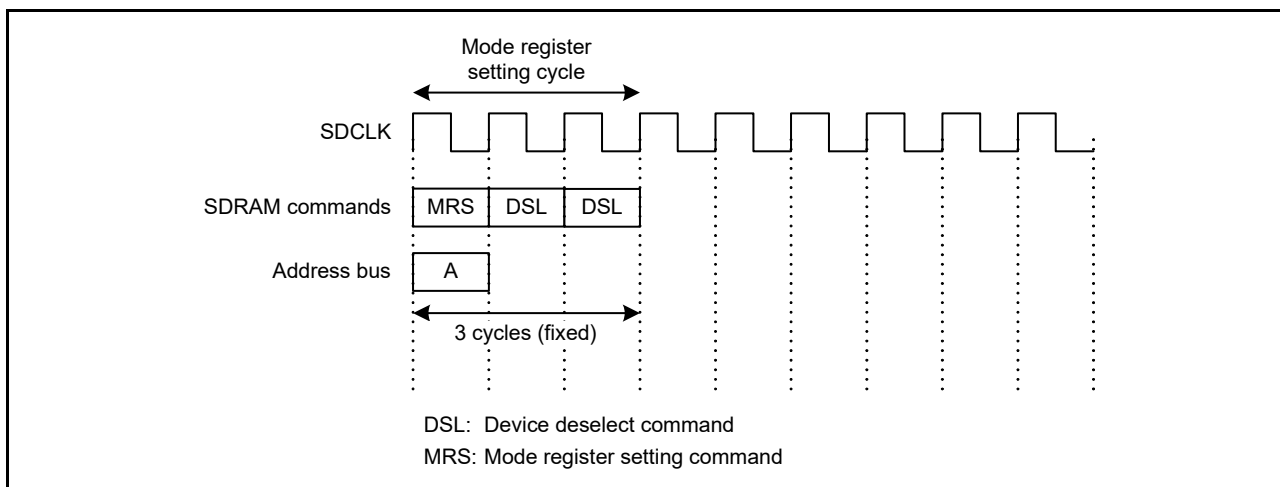 Mode register
setting cycle
SDCLK
SDRAM commands MRS DSL DSL
Address bus A
3 cycles (fixed)
DSL: Device deselect command
MRS: Mode register setting command